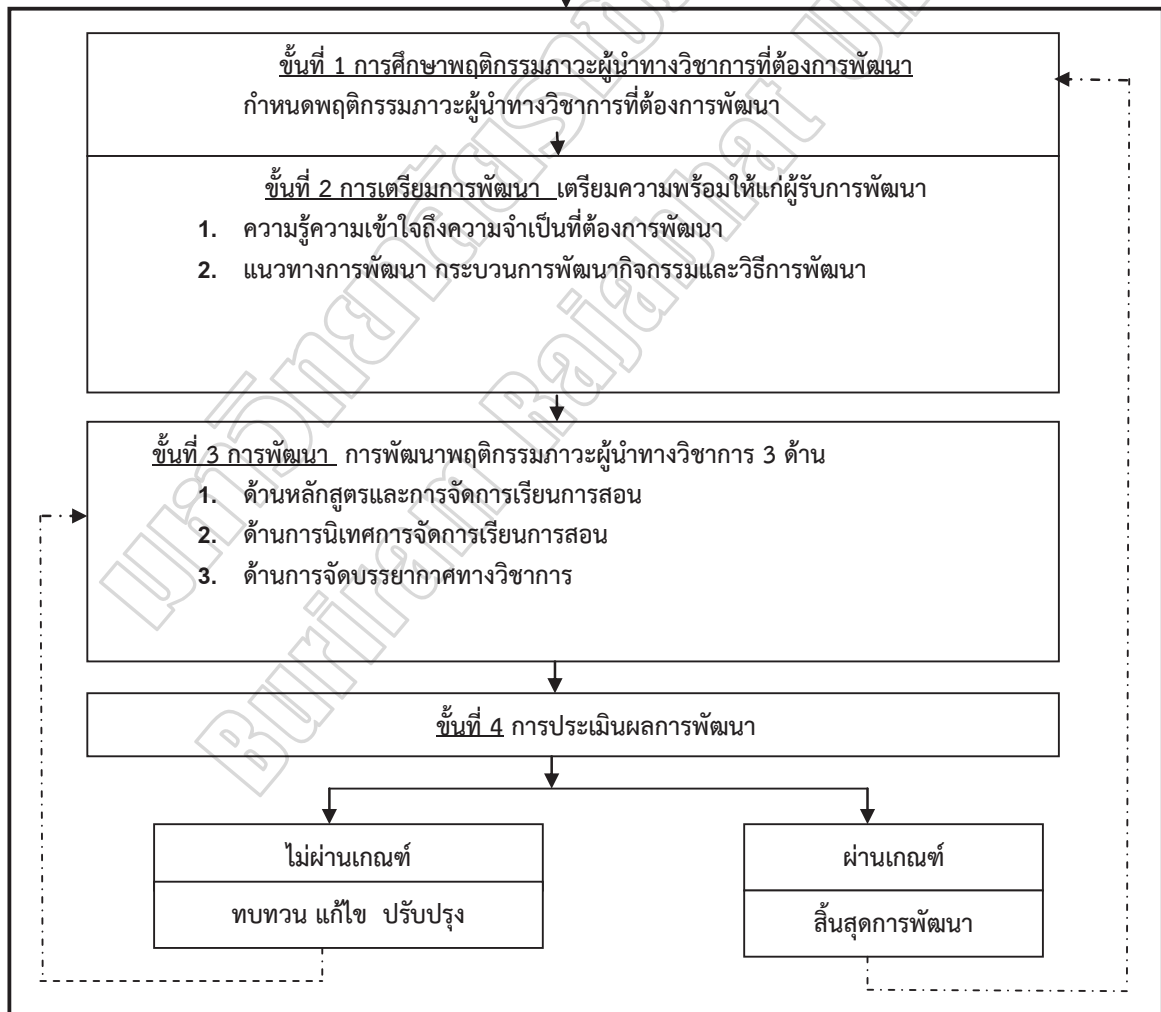 ขั้นที่ 1 การศึกษาพฤติกรรมภาวะผู้นำทางวิชาการที่ต้องการพัฒนา
กำหนดพฤติกรรมภาวะผู้นำทางวิชาการที่ต้องการพัฒนา
ขั้นที่ 2 การเตรียมการพัฒนา เตรียมความพร้อมให้แก่ผู้รับการพัฒนา
1. ความรู้ความเข้าใจถึงความจำเป็นที่ต้องการพัฒนา
2. แนวทางการพัฒนา กระบวนการพัฒนากิจกรรมและวิธีการพัฒนา
ขั้นที่ 3 การพัฒนา การพัฒนาพฤติกรรมภาวะผู้นำทางวิชาการ 3 ด้าน
1. ด้านหลักสูตรและการจัดการเรียนการสอน
2. ด้านการนิเทศการจัดการเรียนการสอน
3. ด้านการจัดบรรยากาศทางวิชาการ
ขั้นที่ 4 การประเมินผลการพัฒนา
ไม่ผ่านเกณฑ์
ทบทวน แก้ไข ปรับปรุง
ผ่านเกณฑ์
สิ้นสุดการพัฒนา
Buriram Rajabhat